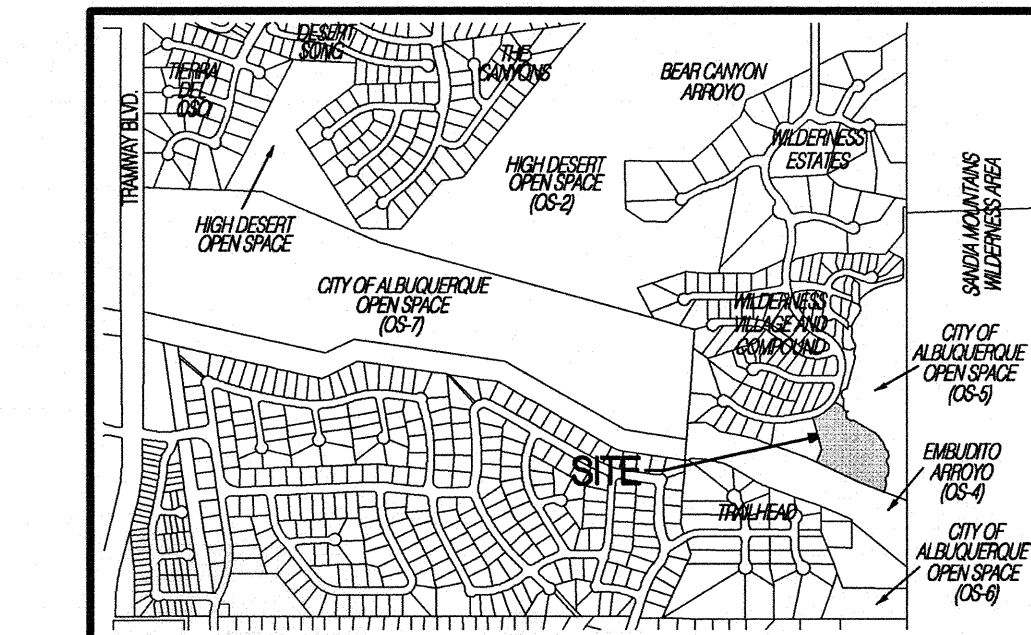 DESERT
SONG
THE
CANYONS
TIERRA
DEL
OSO
BEAR CANYON
ARROYO
WILDERNESS
ESTATES
TRAMWAY BLVD.
HIGH DESERT
OPEN SPACE
(OS-2)
SANDIA MOUNTAINS
WILDERNESS AREA
HIGH DESERT
OPEN SPACE
CITY OF ALBUQUERQUE
OPEN SPACE
(OS-7)
WILDERNESS
VILLAGE AND
COMPOUND
CITY OF
ALBUQUERQUE
OPEN SPACE
(OS-5)
SITE
EMBUDITO
ARROYO
(OS-4)
TRAILHEAD
CITY OF
ALBUQUERQUE
OPEN SPACE
(OS-6)